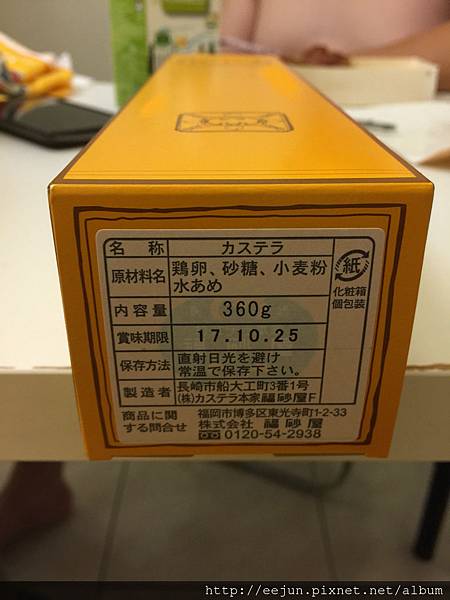 名 称 カステラ
原材料名 鶏卵、砂糖、小麦粉
水あめ
内容量 360g
賞味期限 17.10.25
保存方法 直射日光を避け
常温で保存下さい。
製造者 長崎市船大工町3番1号
(株)カステラ本家福砂屋F
商品に関する問合せ
福岡市博多区東光寺町1-2-33
株式会社 福砂屋
0120-54-2938
紙
化粧箱
個包装
http://eejun.pixnet.net/album